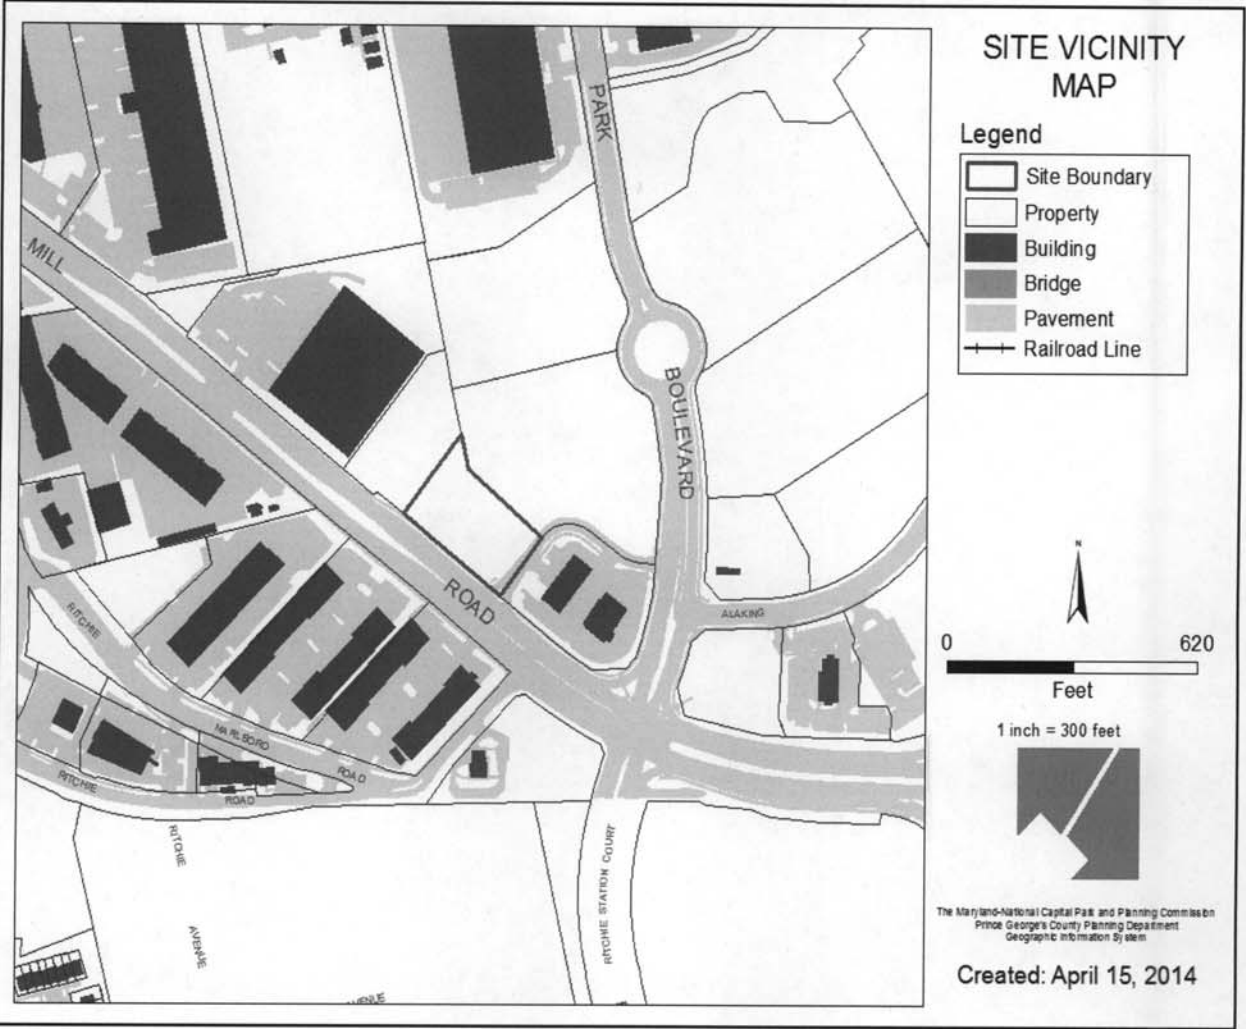 SITE VICINITY
MAP
Legend
Site Boundary
Property
Building
Bridge
Pavement
Railroad Line
PARK
MILL
BOULEVARD
ROAD
ALAKING
RITCHIE
MARLBORO
ROAD
RITCHIE
ROAD
RITCHIE
AVENUE
RITCHIE STATION COURT
N
0 620
Feet
1 inch = 300 feet
The Maryland-National Capital Park and Planning Commission
Prince George's County Planning Department
Geographic Information System
Created: April 15, 2014